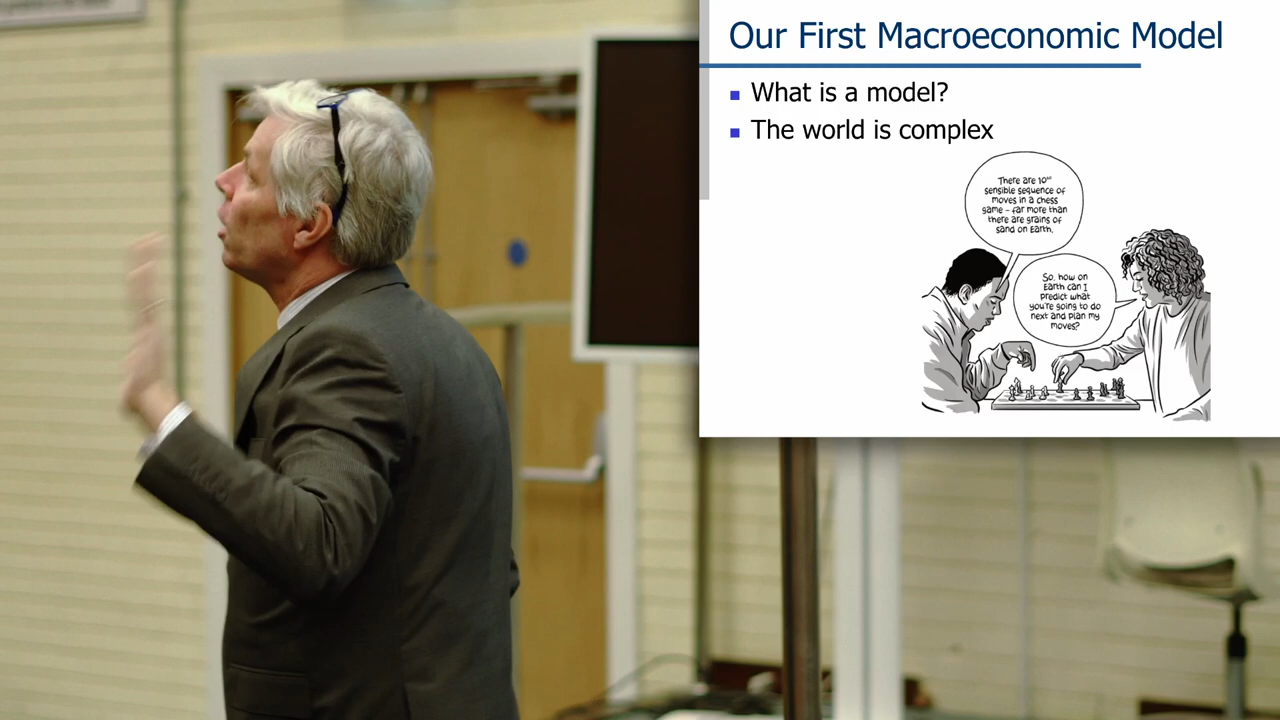 Our First Macroeconomic Model
What is a model?
The world is complex
There are 10⁴⁰
sensible sequence of
moves in a chess
game – far more than
there are grains of
sand on Earth.
So, how on
Earth can I
predict what
you're going to do
next and plan my
moves?